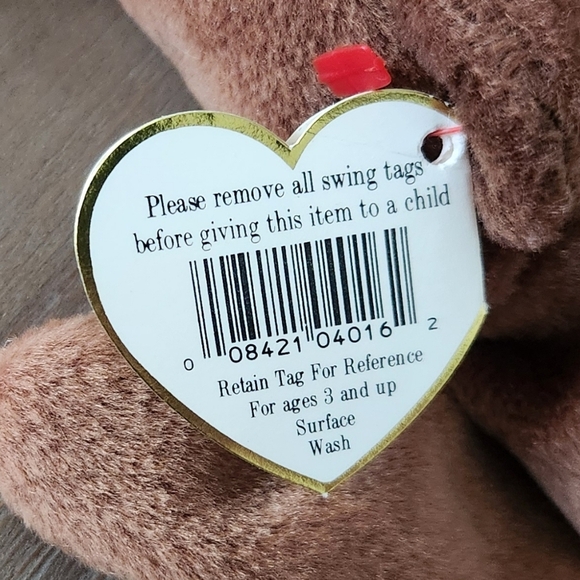 Please remove all swing tags
before giving this item to a child
0 08421 04016 2
Retain Tag For Reference
For ages 3 and up
Surface
Wash